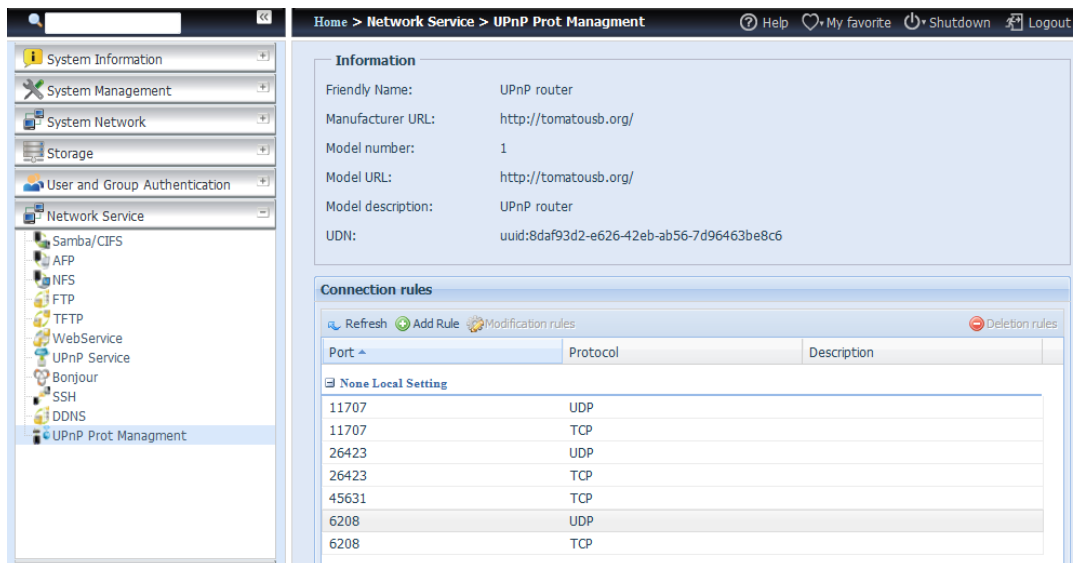 Home > Network Service > UPnP Prot Managment
Help My favorite Shutdown Logout
System Information
System Management
System Network
Storage
User and Group Authentication
Network Service
Samba/CIFS
AFP
NFS
FTP
TFTP
WebService
UPnP Service
Bonjour
SSH
DDNS
UPnP Prot Managment
Information
Friendly Name: UPnP router
Manufacturer URL: http://tomatousb.org/
Model number: 1
Model URL: http://tomatousb.org/
Model description: UPnP router
UDN: uuid:8daf93d2-e626-42eb-ab56-7d96463be8c6
Connection rules
Refresh Add Rule Modification rules Deletion rules
Port Protocol Description
None Local Setting
11707 UDP
11707 TCP
26423 UDP
26423 TCP
45631 TCP
6208 UDP
6208 TCP